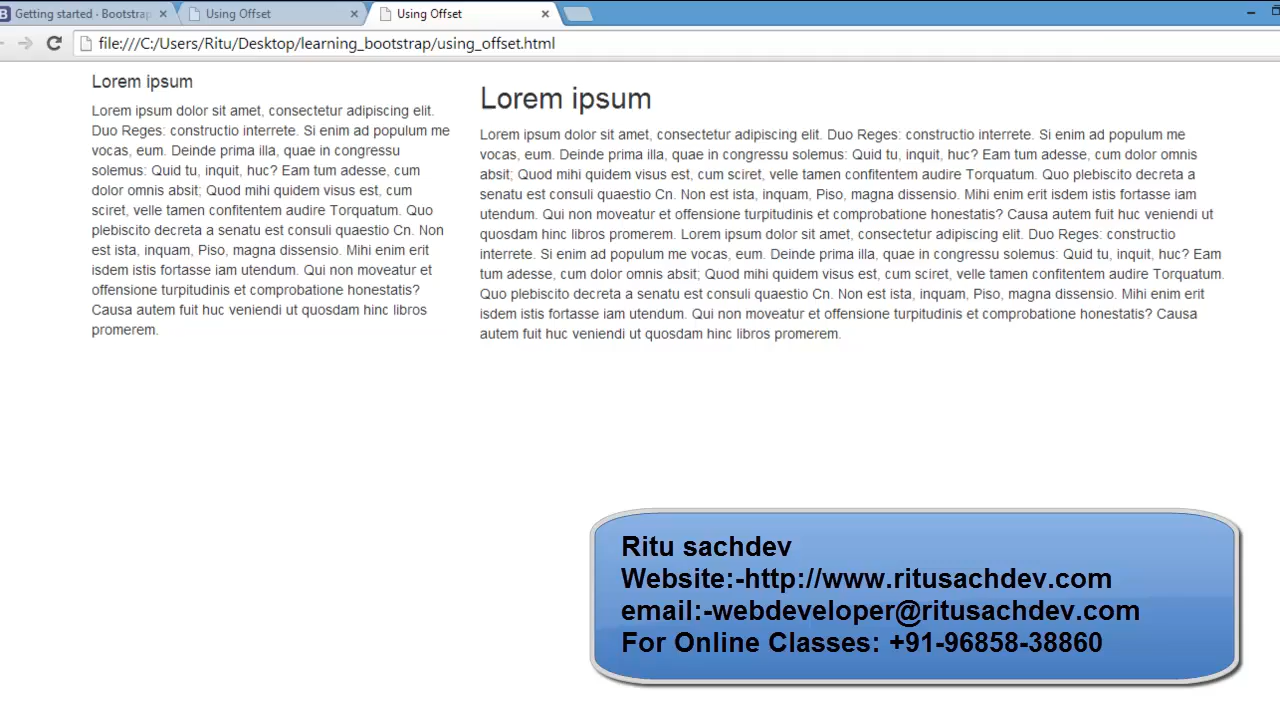 Getting started · Bootstrap
Using Offset
Using Offset
file:///C:/Users/Ritu/Desktop/learning_bootstrap/using_offset.html
Lorem ipsum
Lorem ipsum dolor sit amet, consectetur adipiscing elit.
Duo Reges: constructio interrete. Si enim ad populum me
vocas, eum. Deinde prima illa, quae in congressu
solemus: Quid tu, inquit, huc? Eam tum adesse, cum
dolor omnis absit; Quod mihi quidem visus est, cum
sciret, velle tamen confitentem audire Torquatum. Quo
plebiscito decreta a senatu est consuli quaestio Cn. Non
est ista, inquam, Piso, magna dissensio. Mihi enim erit
isdem istis fortasse iam utendum. Qui non moveatur et
offensione turpitudinis et comprobatione honestatis?
Causa autem fuit huc veniendi ut quosdam hinc libros
promerem.
Lorem ipsum
Lorem ipsum dolor sit amet, consectetur adipiscing elit. Duo Reges: constructio interrete. Si enim ad populum me
vocas, eum. Deinde prima illa, quae in congressu solemus: Quid tu, inquit, huc? Eam tum adesse, cum dolor omnis
absit; Quod mihi quidem visus est, cum sciret, velle tamen confitentem audire Torquatum. Quo plebiscito decreta a
senatu est consuli quaestio Cn. Non est ista, inquam, Piso, magna dissensio. Mihi enim erit isdem istis fortasse iam
utendum. Qui non moveatur et offensione turpitudinis et comprobatione honestatis? Causa autem fuit huc veniendi ut
quosdam hinc libros promerem. Lorem ipsum dolor sit amet, consectetur adipiscing elit. Duo Reges: constructio
interrete. Si enim ad populum me vocas, eum. Deinde prima illa, quae in congressu solemus: Quid tu, inquit, huc? Eam
tum adesse, cum dolor omnis absit; Quod mihi quidem visus est, cum sciret, velle tamen confitentem audire Torquatum.
Quo plebiscito decreta a senatu est consuli quaestio Cn. Non est ista, inquam, Piso, magna dissensio. Mihi enim erit
isdem istis fortasse iam utendum. Qui non moveatur et offensione turpitudinis et comprobatione honestatis? Causa
autem fuit huc veniendi ut quosdam hinc libros promerem.
Ritu sachdev
Website:-http://www.ritusachdev.com
email:-webdeveloper@ritusachdev.com
For Online Classes: +91-96858-38860